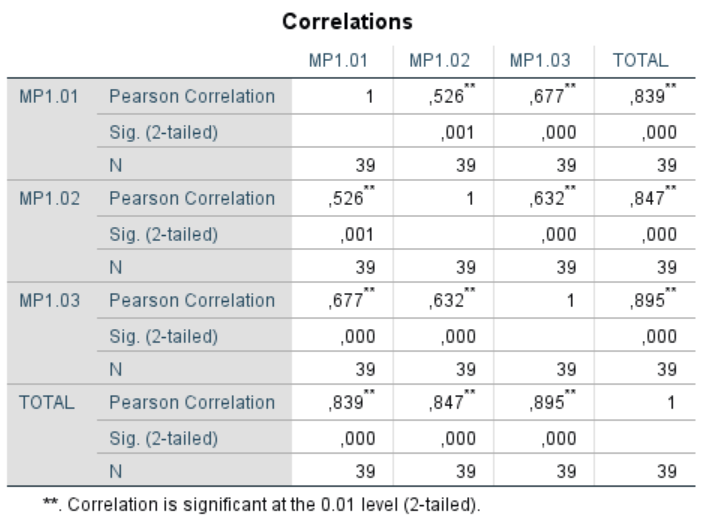 Correlations
MP1.01 MP1.02 MP1.03 TOTAL
MP1.01 Pearson Correlation 1 ,526** ,677** ,839**
Sig. (2-tailed) ,001 ,000 ,000
N 39 39 39 39
MP1.02 Pearson Correlation ,526** 1 ,632** ,847**
Sig. (2-tailed) ,001 ,000 ,000
N 39 39 39 39
MP1.03 Pearson Correlation ,677** ,632** 1 ,895**
Sig. (2-tailed) ,000 ,000 ,000
N 39 39 39 39
TOTAL Pearson Correlation ,839** ,847** ,895** 1
Sig. (2-tailed) ,000 ,000 ,000
N 39 39 39 39
**. Correlation is significant at the 0.01 level (2-tailed).